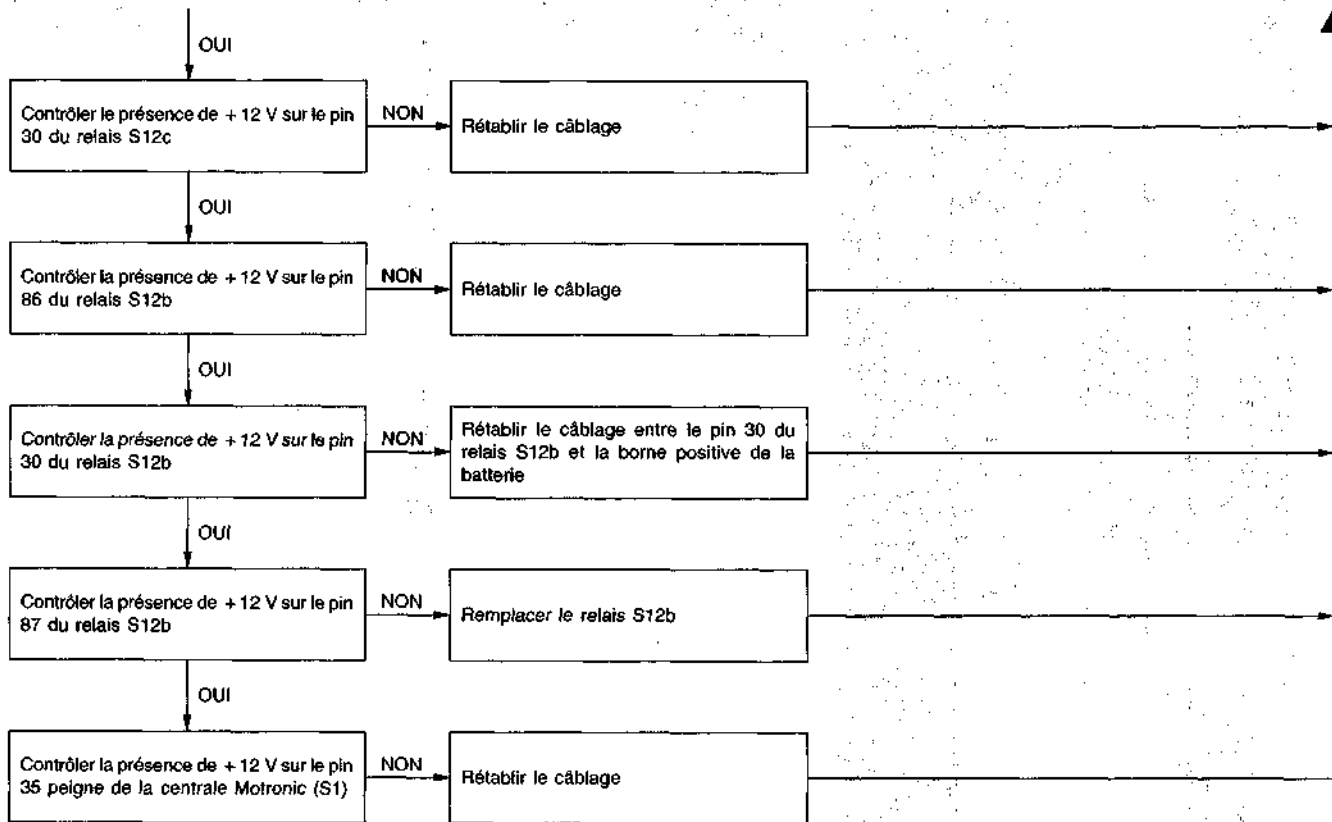 OUI
Contrôler le présence de + 12 V sur le pin
30 du relais S12c
NON
Rétablir le câblage
OUI
Contrôler la présence de + 12 V sur le pin
86 du relais S12b
NON
Rétablir le câblage
OUI
Contrôler la présence de + 12 V sur le pin
30 du relais S12b
NON
Rétablir le câblage entre le pin 30 du
relais S12b et la borne positive de la
batterie
OUI
Contrôler la présence de + 12 V sur le pin
87 du relais S12b
NON
Remplacer le relais S12b
OUI
Contrôler la présence de + 12 V sur le pin
35 peigne de la centrale Motronic (S1)
NON
Rétablir le câblage